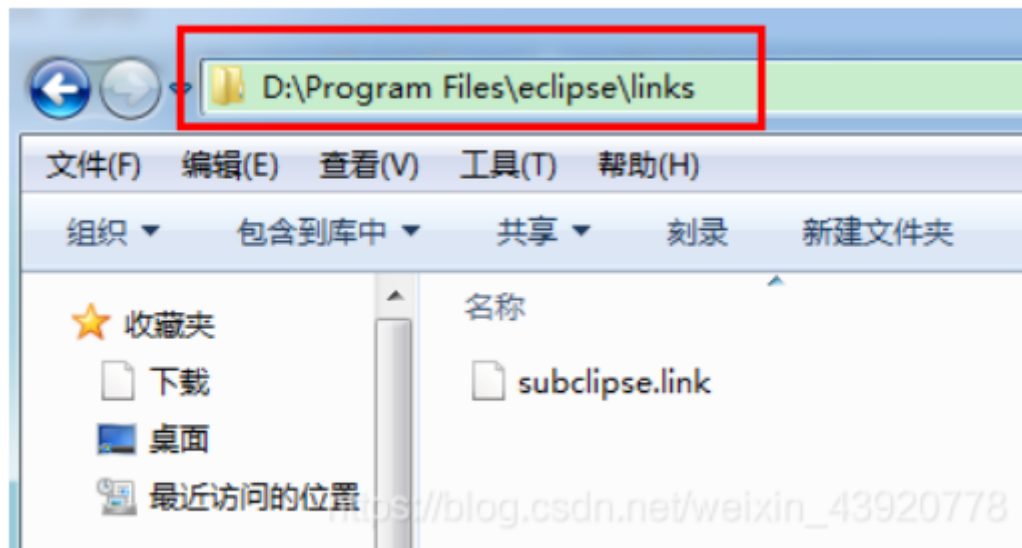 D:\Program Files\eclipse\links
文件(F) 编辑(E) 查看(V) 工具(T) 帮助(H)
组织 包含到库中 共享 刻录 新建文件夹
收藏夹
名称
下载
subclipse.link
桌面
最近访问的位置
https://blog.csdn.net/weixin_43920778